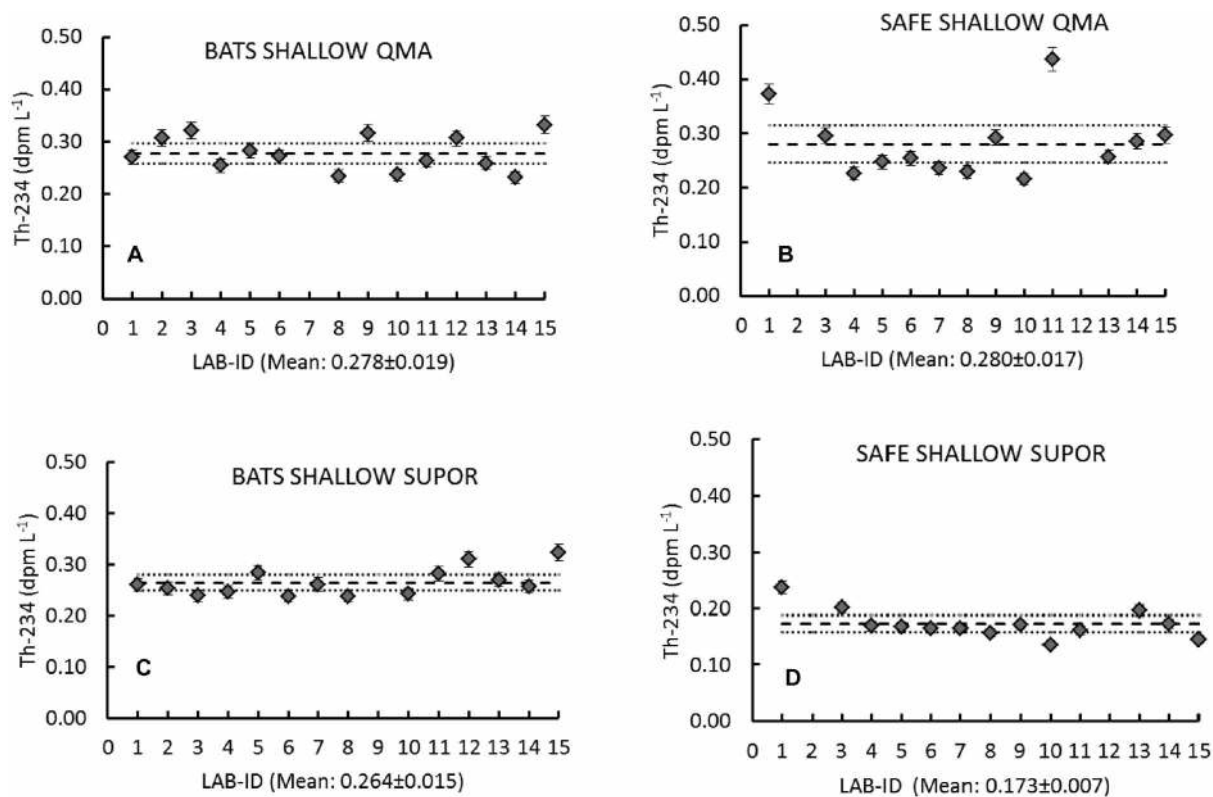 BATS SHALLOW QMA
Th-234 (dpm L⁻¹)
0.50
0.40
0.30
0.20
0.10
0.00
A
0 1 2 3 4 5 6 7 8 9 10 11 12 13 14 15
LAB-ID (Mean: 0.278±0.019)
SAFE SHALLOW QMA
Th-234 (dpm L⁻¹)
0.50
0.40
0.30
0.20
0.10
0.00
B
0 1 2 3 4 5 6 7 8 9 10 11 12 13 14 15
LAB-ID (Mean: 0.280±0.017)
BATS SHALLOW SUPOR
Th-234 (dpm L⁻¹)
0.50
0.40
0.30
0.20
0.10
0.00
C
0 1 2 3 4 5 6 7 8 9 10 11 12 13 14 15
LAB-ID (Mean: 0.264±0.015)
SAFE SHALLOW SUPOR
Th-234 (dpm L⁻¹)
0.50
0.40
0.30
0.20
0.10
0.00
D
0 1 2 3 4 5 6 7 8 9 10 11 12 13 14 15
LAB-ID (Mean: 0.173±0.007)